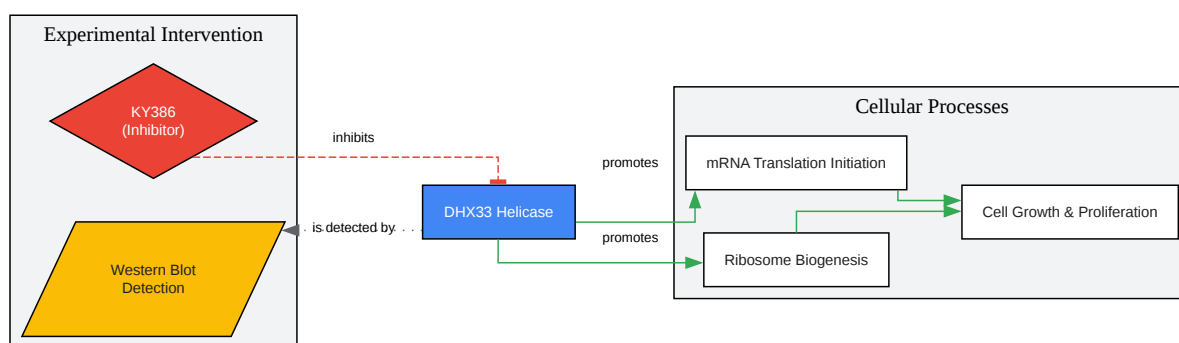 Experimental Intervention
KY386
(Inhibitor)
inhibits
Western Blot
Detection
is detected by
DHX33 Helicase
promotes
promotes
Cellular Processes
mRNA Translation Initiation
Ribosome Biogenesis
Cell Growth & Proliferation